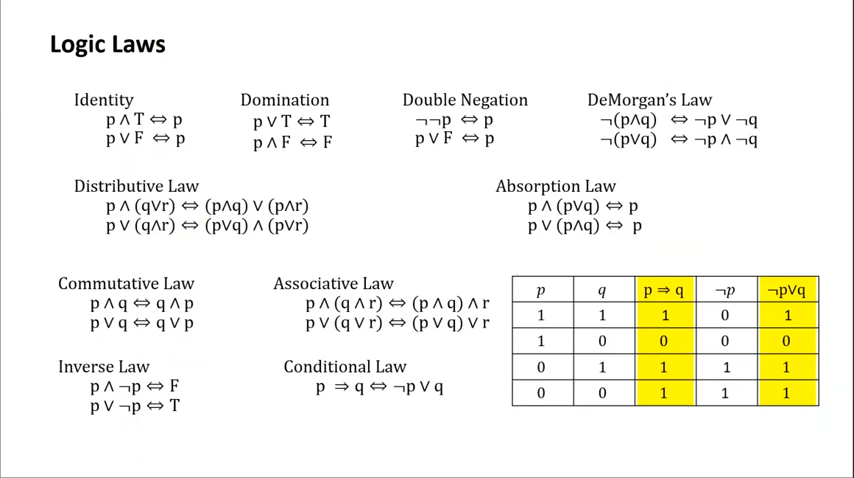 Logic Laws
Identity
p ∧ T ⇔ p
p ∨ F ⇔ p
Domination
p ∨ T ⇔ T
p ∧ F ⇔ F
Double Negation
¬¬p ⇔ p
p ∨ F ⇔ p
DeMorgan's Law
¬(p∧q) ⇔ ¬p ∨ ¬q
¬(p∨q) ⇔ ¬p ∧ ¬q
Distributive Law
p ∧ (q∨r) ⇔ (p∧q) ∨ (p∧r)
p ∨ (q∧r) ⇔ (p∨q) ∧ (p∨r)
Absorption Law
p ∧ (p∨q) ⇔ p
p ∨ (p∧q) ⇔ p
Commutative Law
p ∧ q ⇔ q ∧ p
p ∨ q ⇔ q ∨ p
Associative Law
p ∧ (q ∧ r) ⇔ (p ∧ q) ∧ r
p ∨ (q ∨ r) ⇔ (p ∨ q) ∨ r
Inverse Law
p ∧ ¬p ⇔ F
p ∨ ¬p ⇔ T
Conditional Law
p ⇒ q ⇔ ¬p ∨ q
p q p ⇒ q ¬p ¬p∨q
1 1 1 0 1
1 0 0 0 0
0 1 1 1 1
0 0 1 1 1